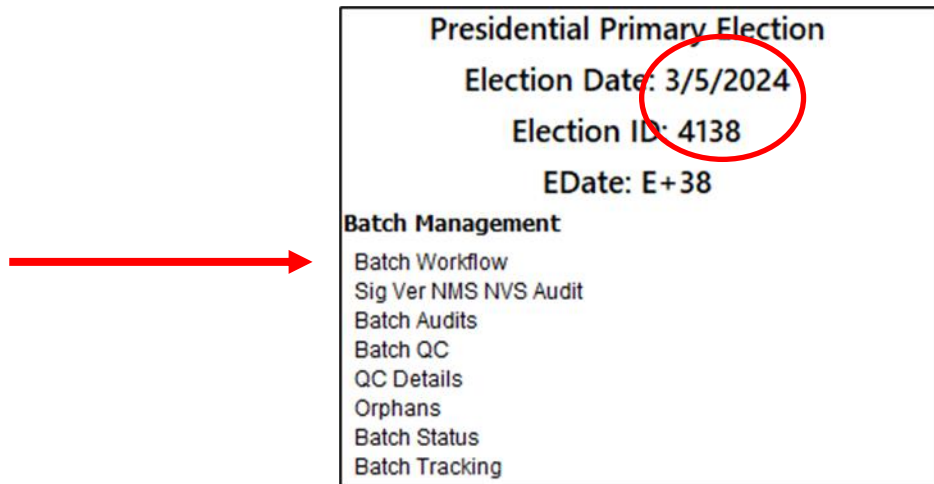 Presidential Primary Election
Election Date: 3/5/2024
Election ID: 4138
EDate: E+38
Batch Management
Batch Workflow
Sig Ver NMS NVS Audit
Batch Audits
Batch QC
QC Details
Orphans
Batch Status
Batch Tracking